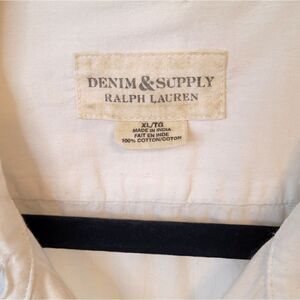 DENIM & SUPPLY
RALPH LAUREN
XL/TG
MADE IN INDIA
FAIT EN INDE
100% COTTON/COTON